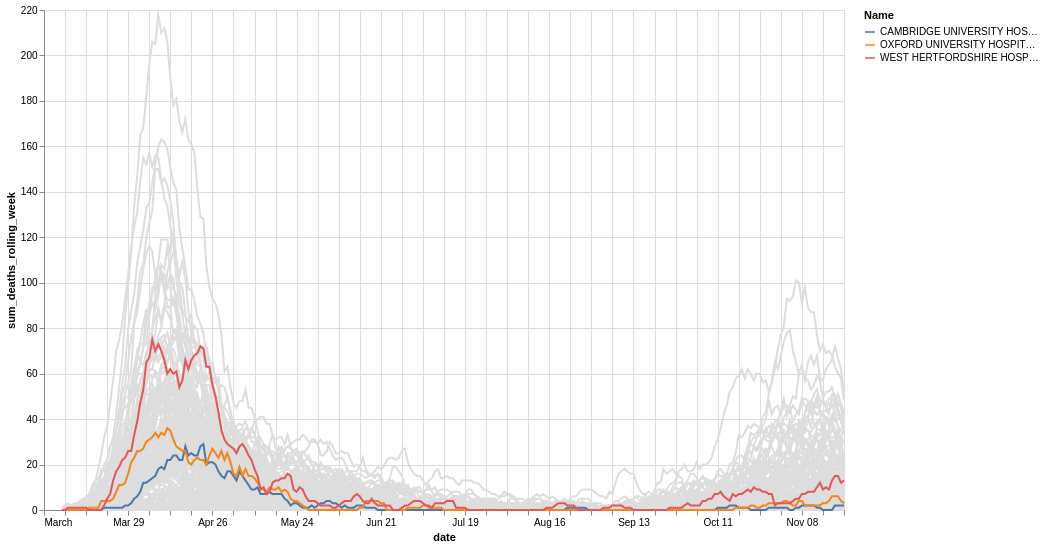 220
200
180
160
140
120
100
80
60
40
20
0
sum_deaths_rolling_week
March Mar 29 Apr 26 May 24 Jun 21 Jul 19 Aug 16 Sep 13 Oct 11 Nov 08
date
Name
CAMBRIDGE UNIVERSITY HOS…
OXFORD UNIVERSITY HOSPIT…
WEST HERTFORDSHIRE HOSP…